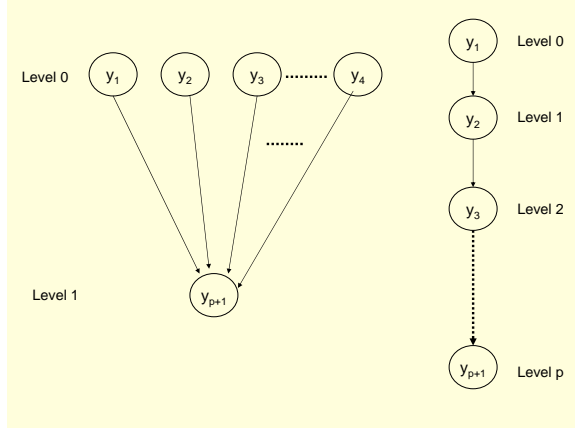 Level 0
y1
y2
y3
.........
y4
........
Level 1
yp+1
y1
Level 0
y2
Level 1
y3
Level 2
yp+1
Level p